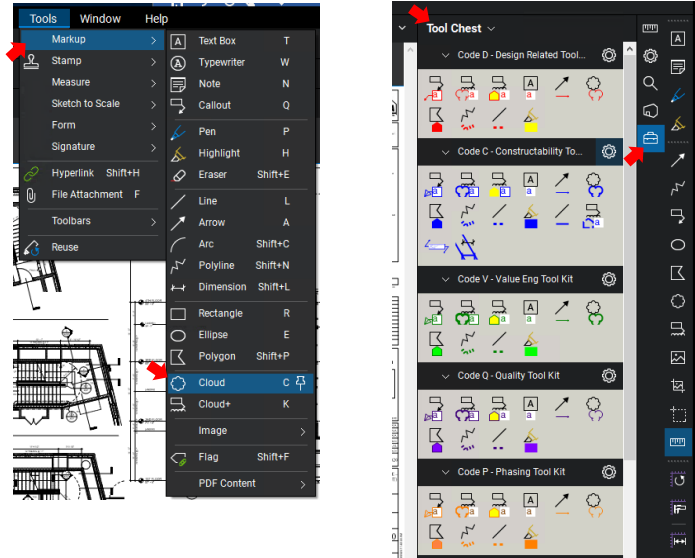 Tools Window Help
Markup
Stamp
Measure
Sketch to Scale
Form
Signature
Hyperlink Shift+H
File Attachment F
Toolbars
Reuse
A Text Box T
A Typewriter W
Note N
Callout Q
Pen P
Highlight H
Eraser Shift+E
Line L
Arrow A
Arc Shift+C
Polyline Shift+N
Dimension Shift+L
Rectangle R
Ellipse E
Polygon Shift+P
Cloud C
Cloud+ K
Image
Flag Shift+F
PDF Content
Tool Chest
Code D - Design Related Tool...
a a a A
Code C - Constructability To...
a a a A a
a
Code V - Value Eng Tool Kit
a a a A a
Code Q - Quality Tool Kit
a a a A a
Code P - Phasing Tool Kit
a a a A a
A